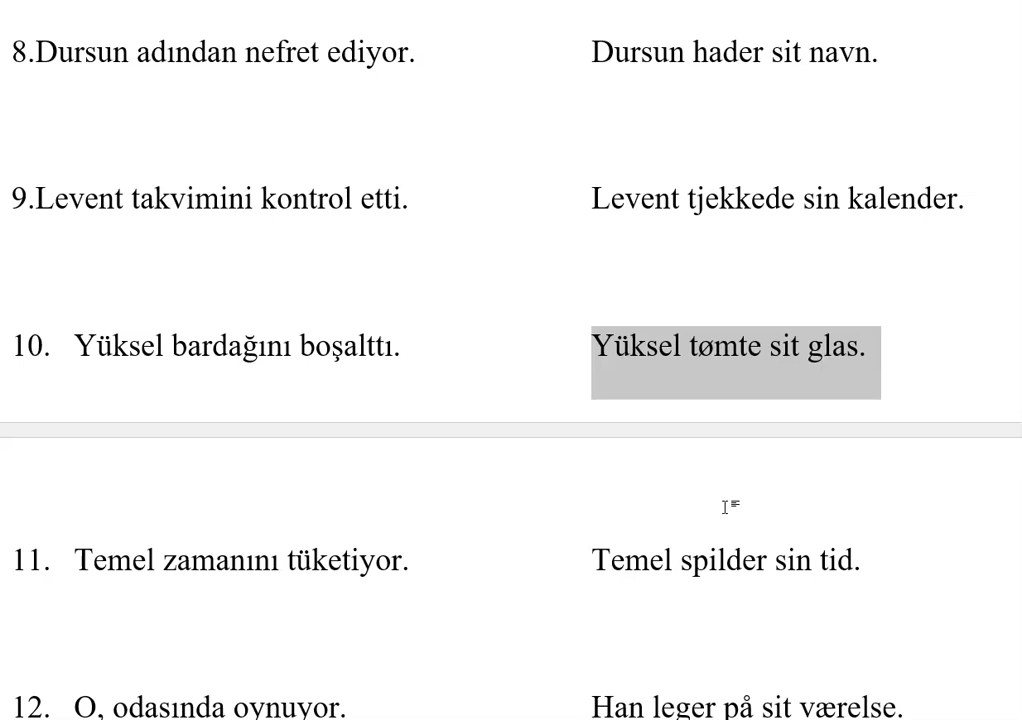 8.Dursun adından nefret ediyor. Dursun hader sit navn.
9.Levent takvimini kontrol etti. Levent tjekkede sin kalender.
10. Yüksel bardağını boşalttı. Yüksel tømte sit glas.
11. Temel zamanını tüketiyor. Temel spilder sin tid.
12. O, odasında oynuyor. Han leger på sit værelse.